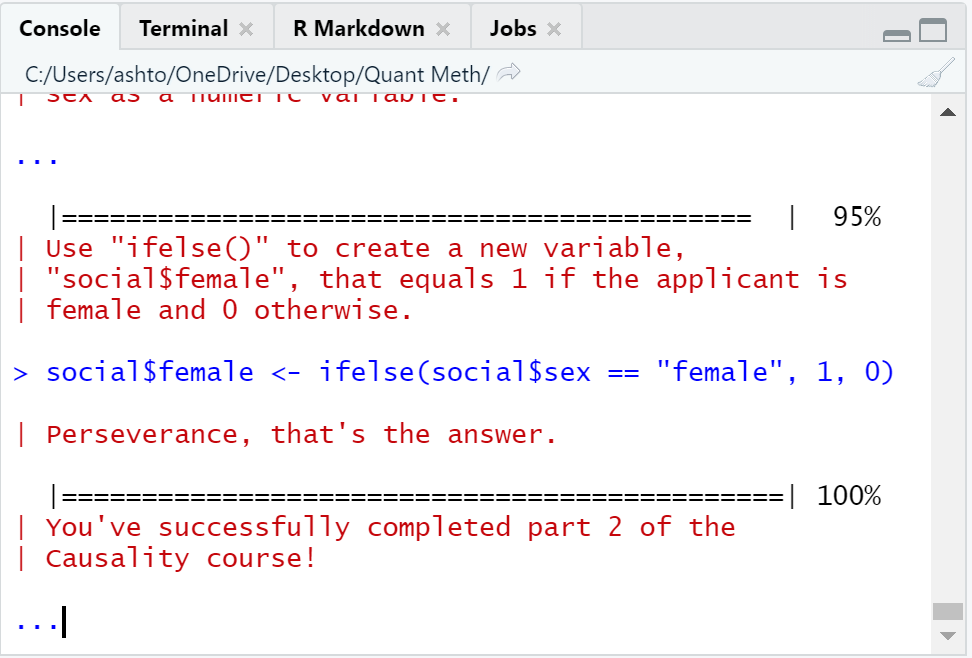 Console Terminal × R Markdown × Jobs ×
C:/Users/ashto/OneDrive/Desktop/Quant Meth/
| sex as a numeric variable.
...
|=========================================== | 95%
| Use "ifelse()" to create a new variable,
| "social$female", that equals 1 if the applicant is
| female and 0 otherwise.
> social$female <- ifelse(social$sex == "female", 1, 0)
| Perseverance, that's the answer.
|=============================================| 100%
| You've successfully completed part 2 of the
| Causality course!
...